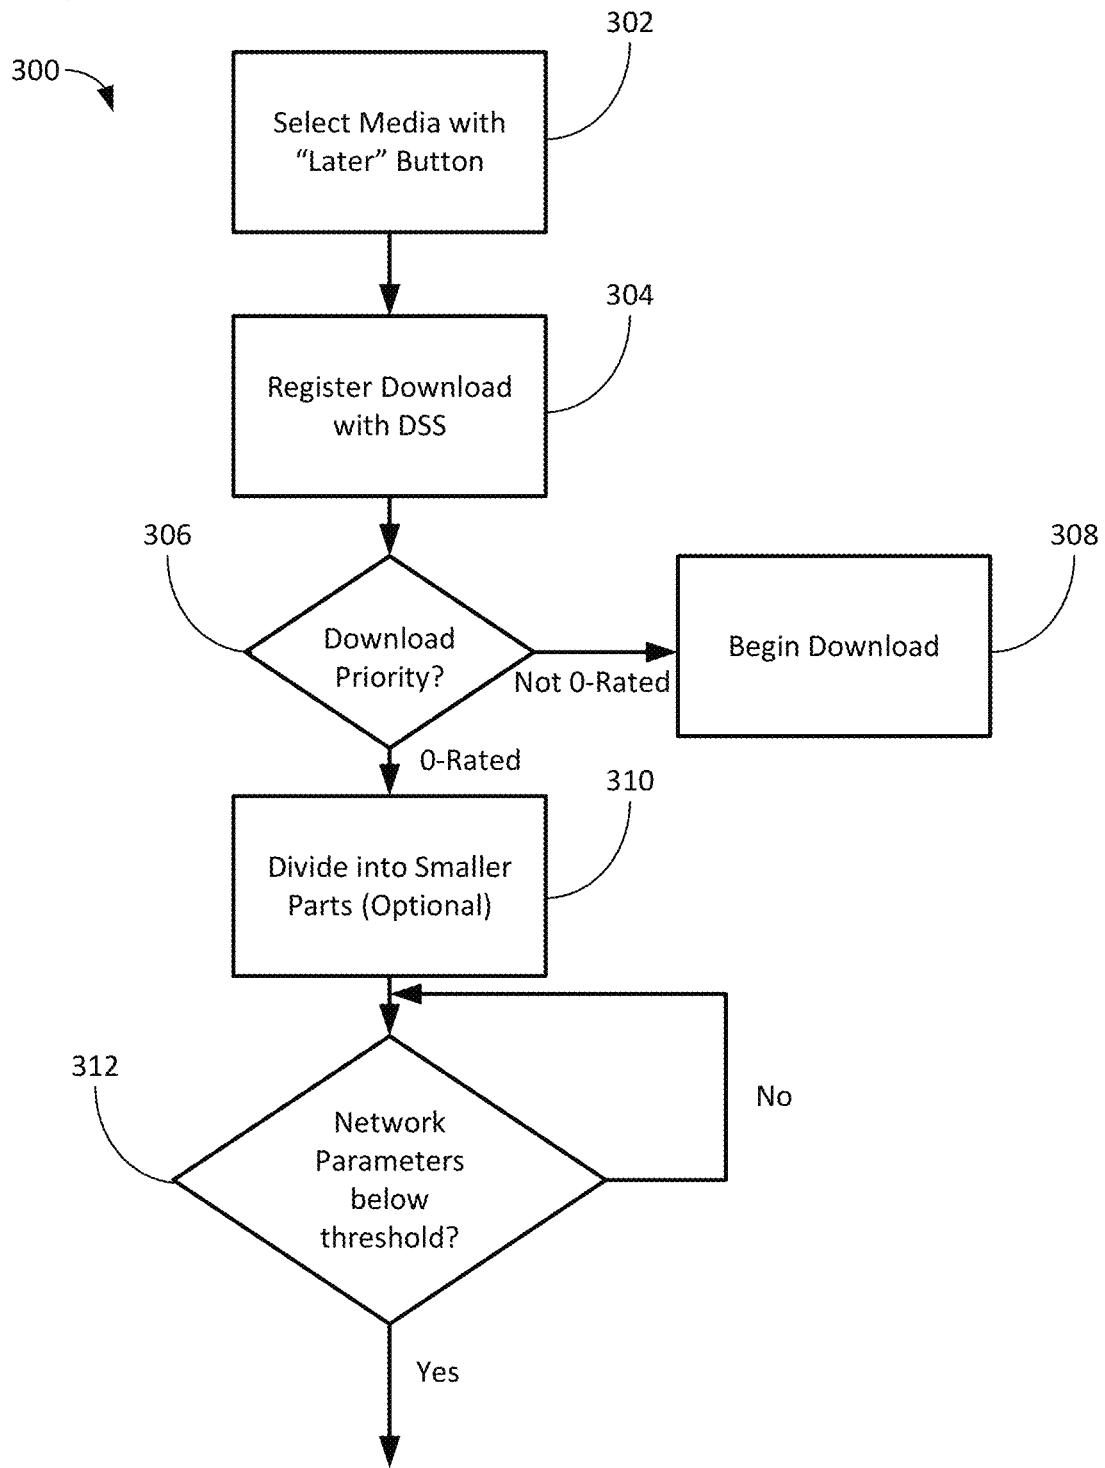 302
300
Select Media with
“Later” Button
304
Register Download
with DSS
306
308
Download
Priority?
Begin Download
Not 0-Rated
0-Rated
310
Divide into Smaller
Parts (Optional)
312
No
Network
Parameters
below
threshold?
Yes